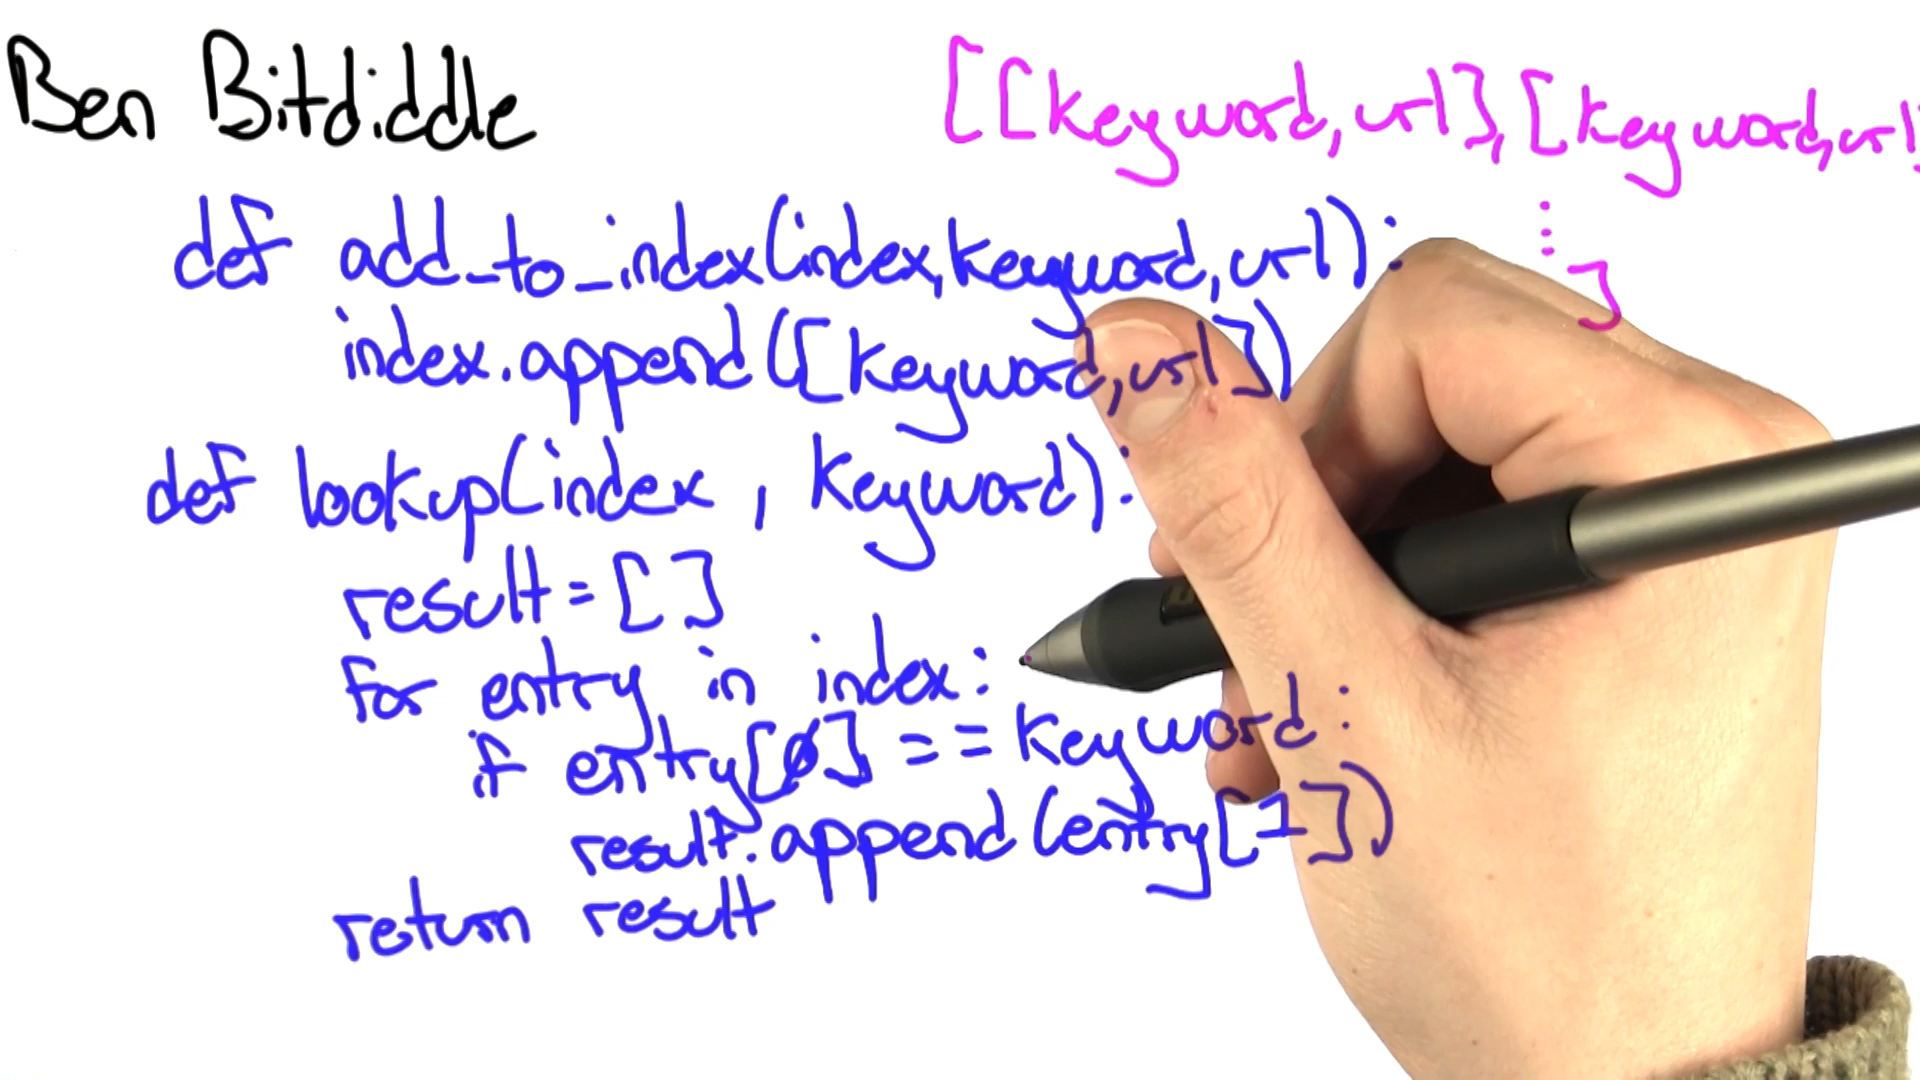 Ben Bitdiddle
[[keyword,url],[keyword,url]
⋮
]
def add_to_index(index,keyword,url):
index.append([keyword,url])
def lookup(index , keyword):
result=[]
for entry in index:
if entry[0] == keyword:
result.append(entry[1])
return result